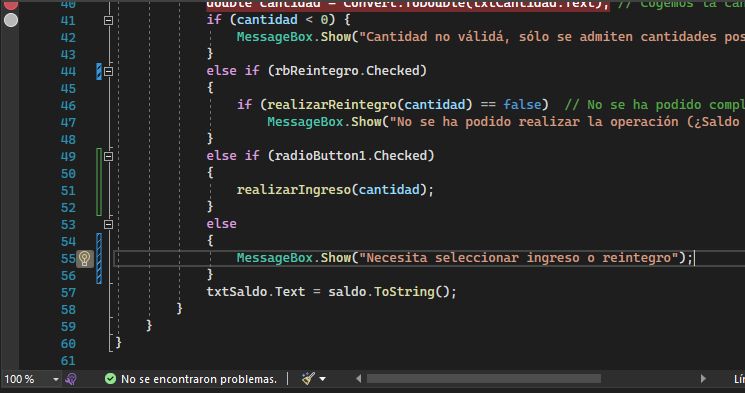 40 double cantidad = Convert.ToDouble(txtCantidad.Text); // Cogemos la can
41 if (cantidad < 0) {
42 MessageBox.Show("Cantidad no válidá, sólo se admiten cantidades pos
43 }
44 else if (rbReintegro.Checked)
45 {
46 if (realizarReintegro(cantidad) == false) // No se ha podido compl
47 MessageBox.Show("No se ha podido realizar la operación (¿Saldo
48 }
49 else if (radioButton1.Checked)
50 {
51 realizarIngreso(cantidad);
52 }
53 else
54 {
55 MessageBox.Show("Necesita seleccionar ingreso o reintegro");
56 }
57 txtSaldo.Text = saldo.ToString();
58 }
59 }
60 }
61
100 % No se encontraron problemas. Lín